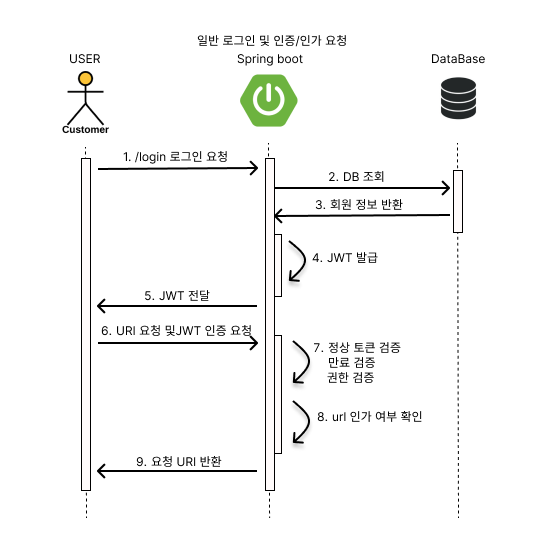 일반 로그인 및 인증/인가 요청
USER
Spring boot
DataBase
Customer
1. /login 로그인 요청
2. DB 조회
3. 회원 정보 반환
4. JWT 발급
5. JWT 전달
6. URI 요청 및JWT 인증 요청
7. 정상 토큰 검증
만료 검증
권한 검증
8. url 인가 여부 확인
9. 요청 URI 반환